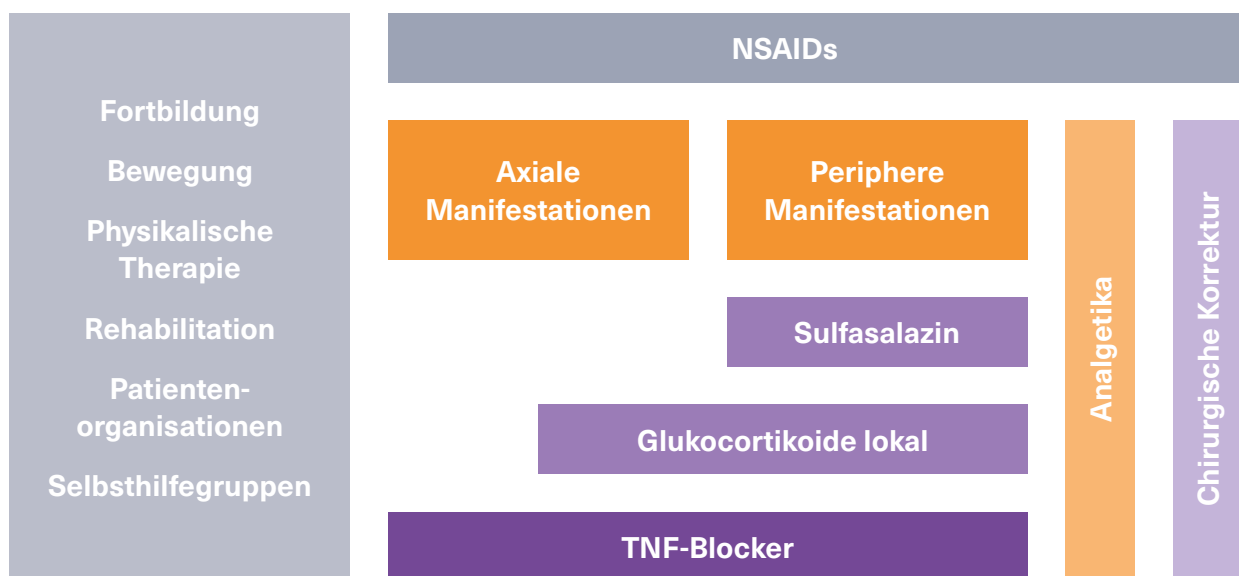 Fortbildung
Bewegung
Physikalische
Therapie
Rehabilitation
Patienten-
organisationen
Selbsthilfegruppen
NSAIDs
Axiale
Manifestationen
Periphere
Manifestationen
Sulfasalazin
Glukocortikoide lokal
TNF-Blocker
Analgetika
Chirurgische Korrektur